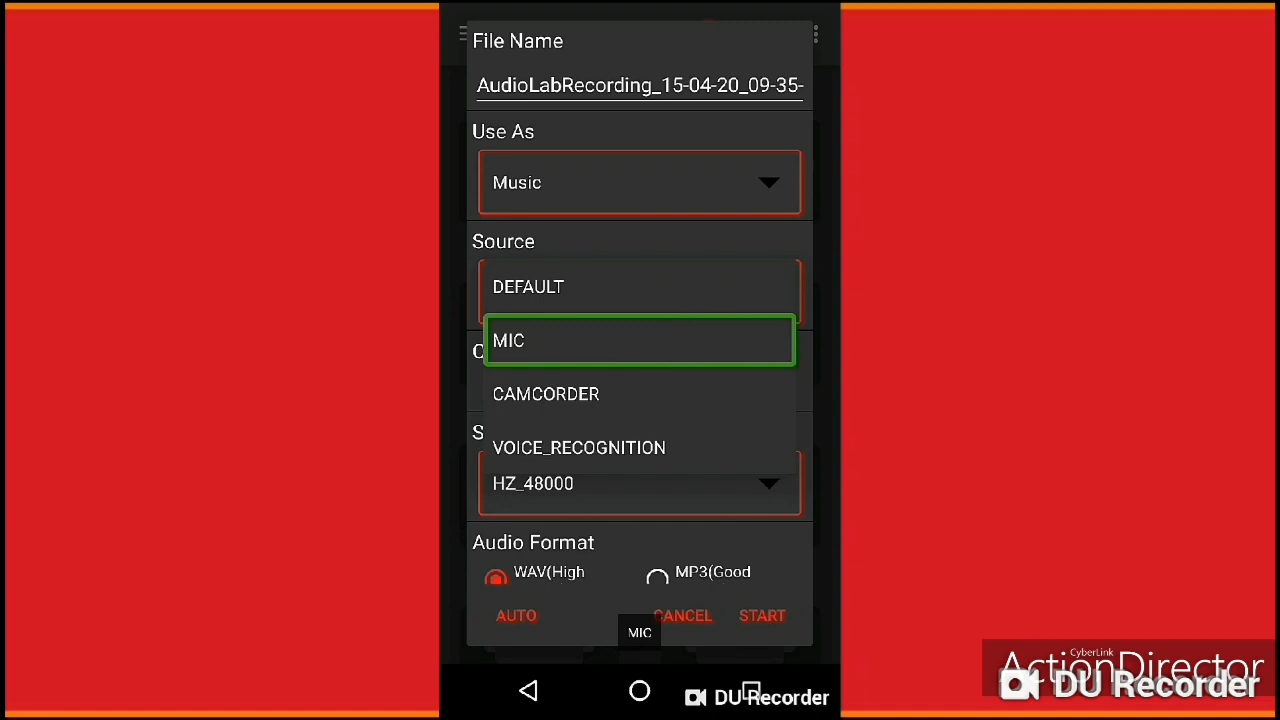 File Name
AudioLabRecording_15-04-20_09-35-
Use As
Music
Source
DEFAULT
MIC
C
CAMCORDER
S
VOICE_RECOGNITION
HZ_48000
Audio Format
WAV(High
MP3(Good
AUTO
CANCEL
START
MIC
DU Recorder
CyberLink
ActionDirector
DU Recorder